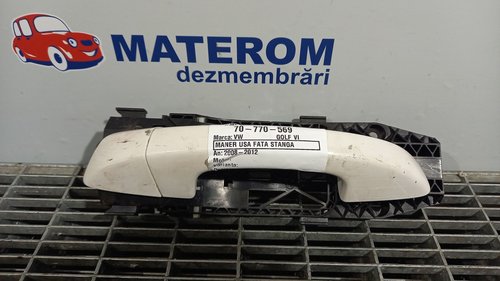 MATEROM
dezmembrări
70-770-569
Marca: VW GOLF VI
MANER USA FATA STANGA
An: 2008-2012